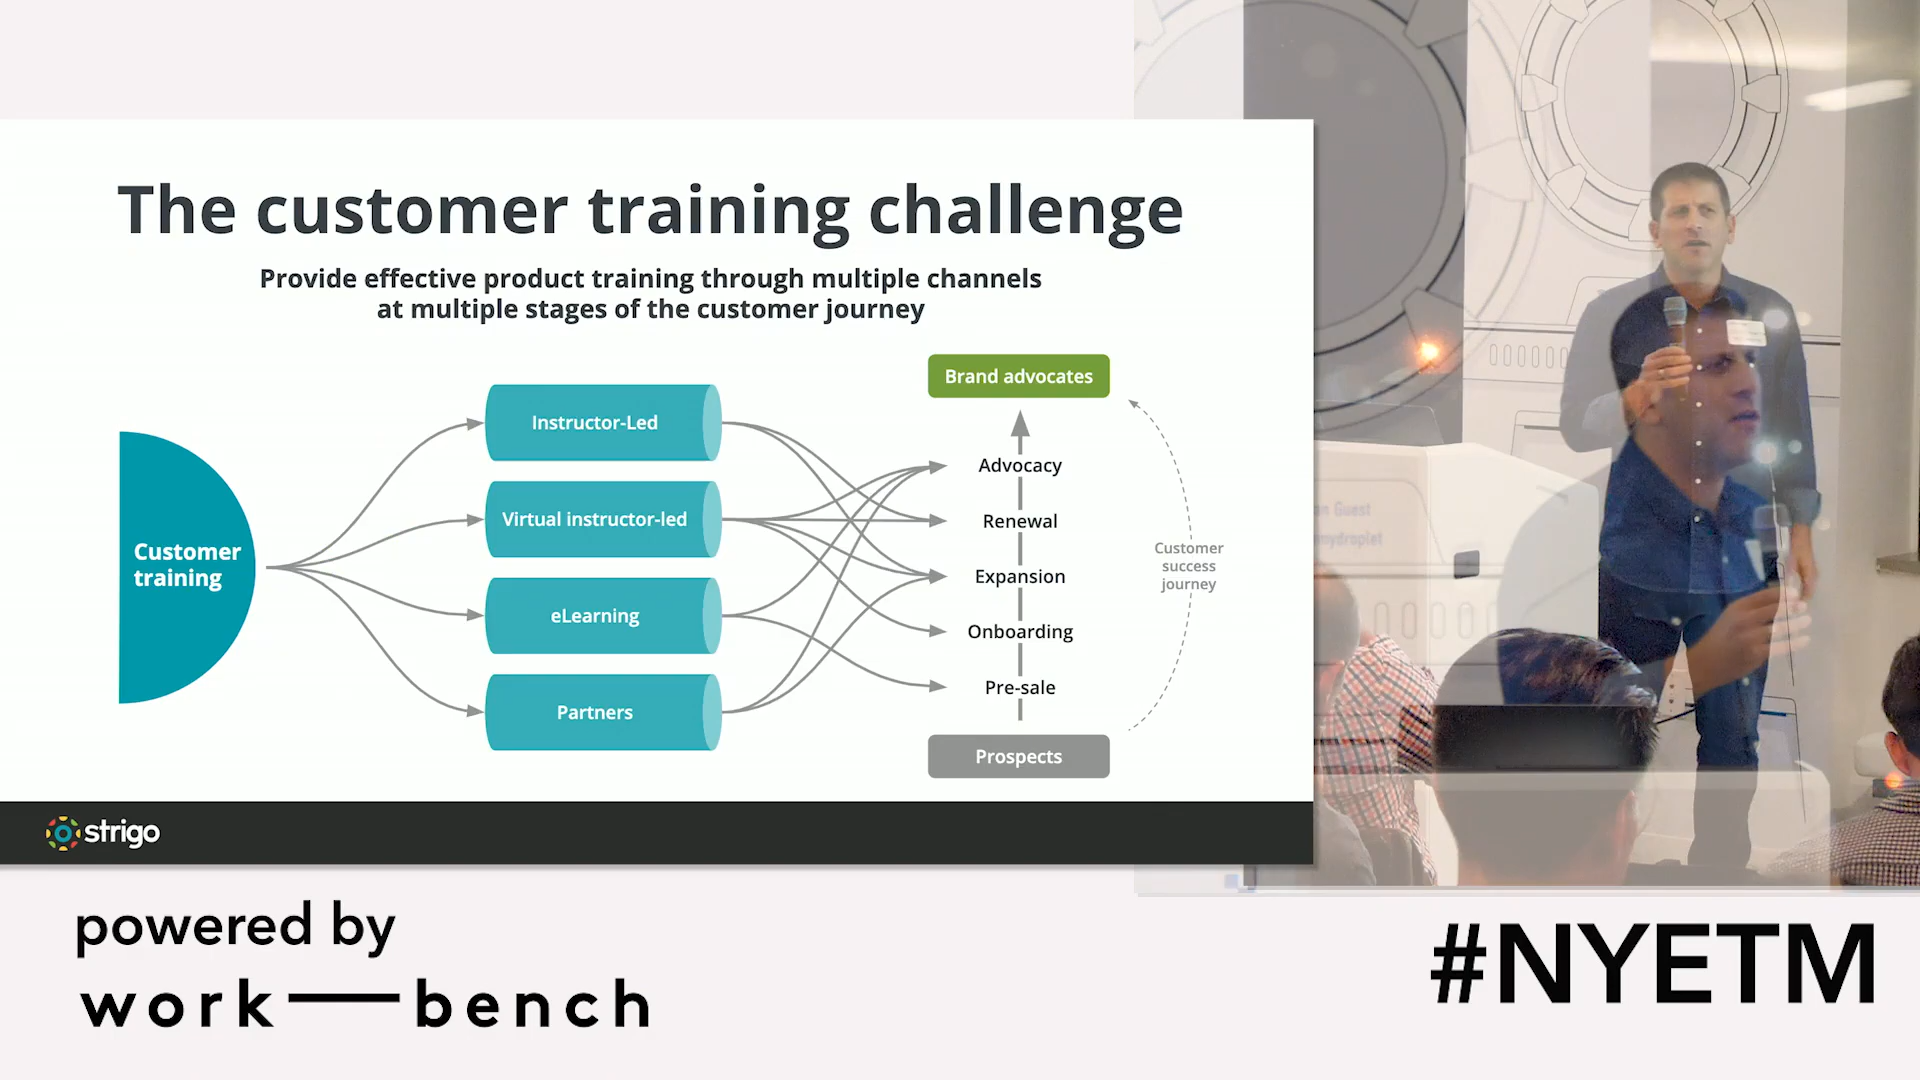 The customer training challenge
Provide effective product training through multiple channels
at multiple stages of the customer journey
Customer
training
Instructor-Led
Virtual instructor-led
eLearning
Partners
Brand advocates
Advocacy
Renewal
Expansion
Onboarding
Pre-sale
Prospects
Customer
success
journey
strigo
Guest
powered by
work—bench
#NYETM